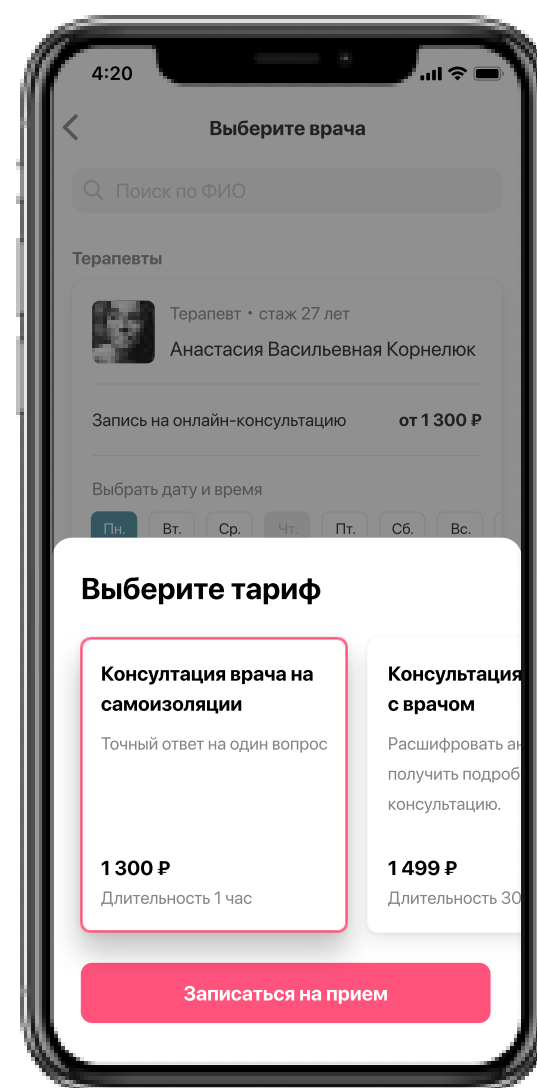 4:20
Выберите врача
Поиск по ФИО
Терапевты
Терапевт • стаж 27 лет
Анастасия Васильевная Корнелюк
Запись на онлайн-консультацию от 1 300 ₽
Выбрать дату и время
Пн. Вт. Ср. Чт. Пт. Сб. Вс.
Выберите тариф
Консултация врача на
самоизоляции
Точный ответ на один вопрос
1 300 ₽
Длительность 1 час
Консультация
с врачом
Расшифровать ан
получить подроб
консультацию.
1 499 ₽
Длительность 30
Записаться на прием